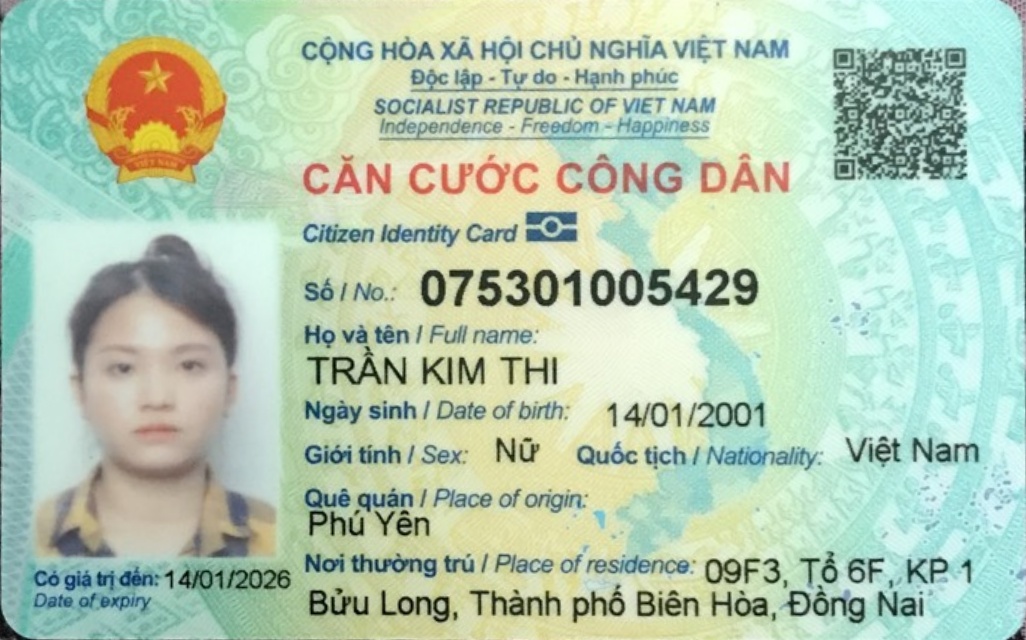 CỘNG HÒA XÃ HỘI CHỦ NGHĨA VIỆT NAM
Độc lập - Tự do - Hạnh phúc
SOCIALIST REPUBLIC OF VIET NAM
Independence - Freedom - Happiness
CĂN CƯỚC CÔNG DÂN
Citizen Identity Card
Số / No.: 075301005429
Họ và tên / Full name:
TRẦN KIM THI
Ngày sinh / Date of birth: 14/01/2001
Giới tính / Sex: Nữ Quốc tịch / Nationality: Việt Nam
Quê quán / Place of origin:
Phú Yên
Nơi thường trú / Place of residence: 09F3, Tổ 6F, KP 1
Bửu Long, Thành phố Biên Hòa, Đồng Nai
Có giá trị đến: 14/01/2026
Date of expiry
VIỆT NAM